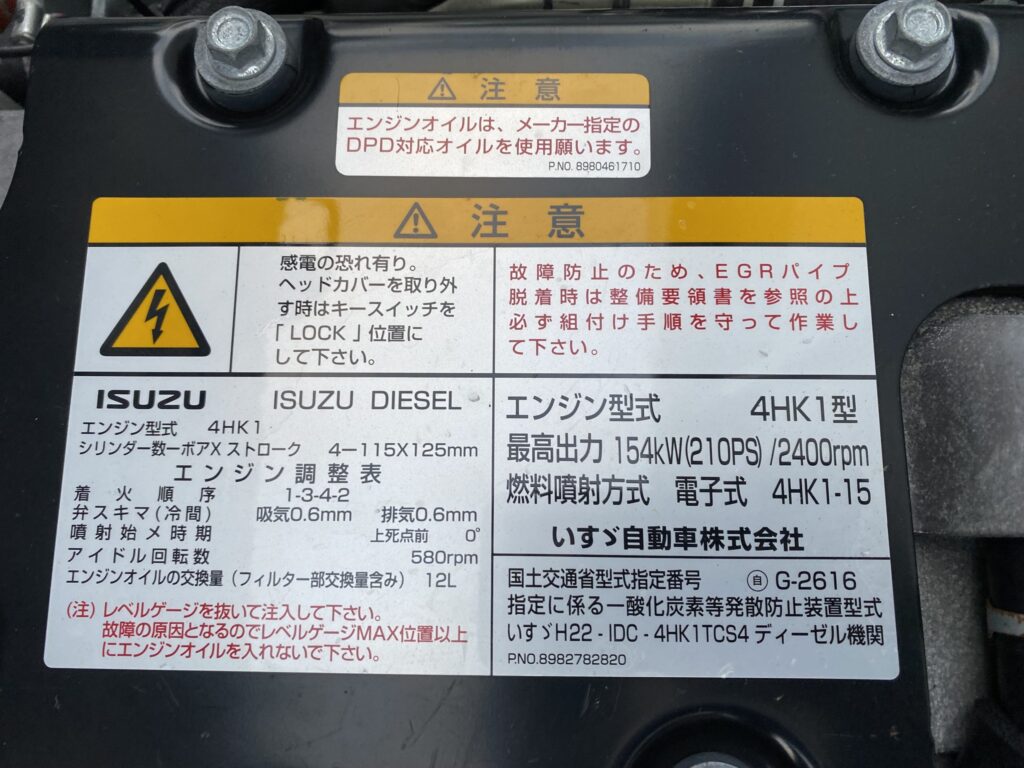 ⚠ 注意
エンジンオイルは、メーカー指定の
DPD対応オイルを使用願います。
P.NO. 8980461710
⚠ 注意
感電の恐れ有り。
ヘッドカバーを取り外
す時はキースイッチを
「LOCK」位置に
して下さい。
故障防止のため、EGRパイプ
脱着時は整備要領書を参照の上
必ず組付け手順を守って作業し
て下さい。
ISUZU ISUZU DIESEL
エンジン型式 4HK1
シリンダー数ーボアX ストローク 4-115X125mm
エンジン調整表
着火順序 1-3-4-2
弁スキマ(冷間) 吸気0.6mm 排気0.6mm
噴射始メ時期 上死点前 0°
アイドル回転数 580rpm
エンジンオイルの交換量(フィルター部交換量含み) 12L
(注) レベルゲージを抜いて注入して下さい。
故障の原因となるのでレベルゲージMAX位置以上
にエンジンオイルを入れないで下さい。
エンジン型式 4HK1型
最高出力 154kW(210PS)/2400rpm
燃料噴射方式 電子式 4HK1-15
いすゞ自動車株式会社
国土交通省型式指定番号 ㊀自 G-2616
指定に係る一酸化炭素等発散防止装置型式
いすゞH22-IDC-4HK1TCS4 ディーゼル機関
P.NO.8982782820